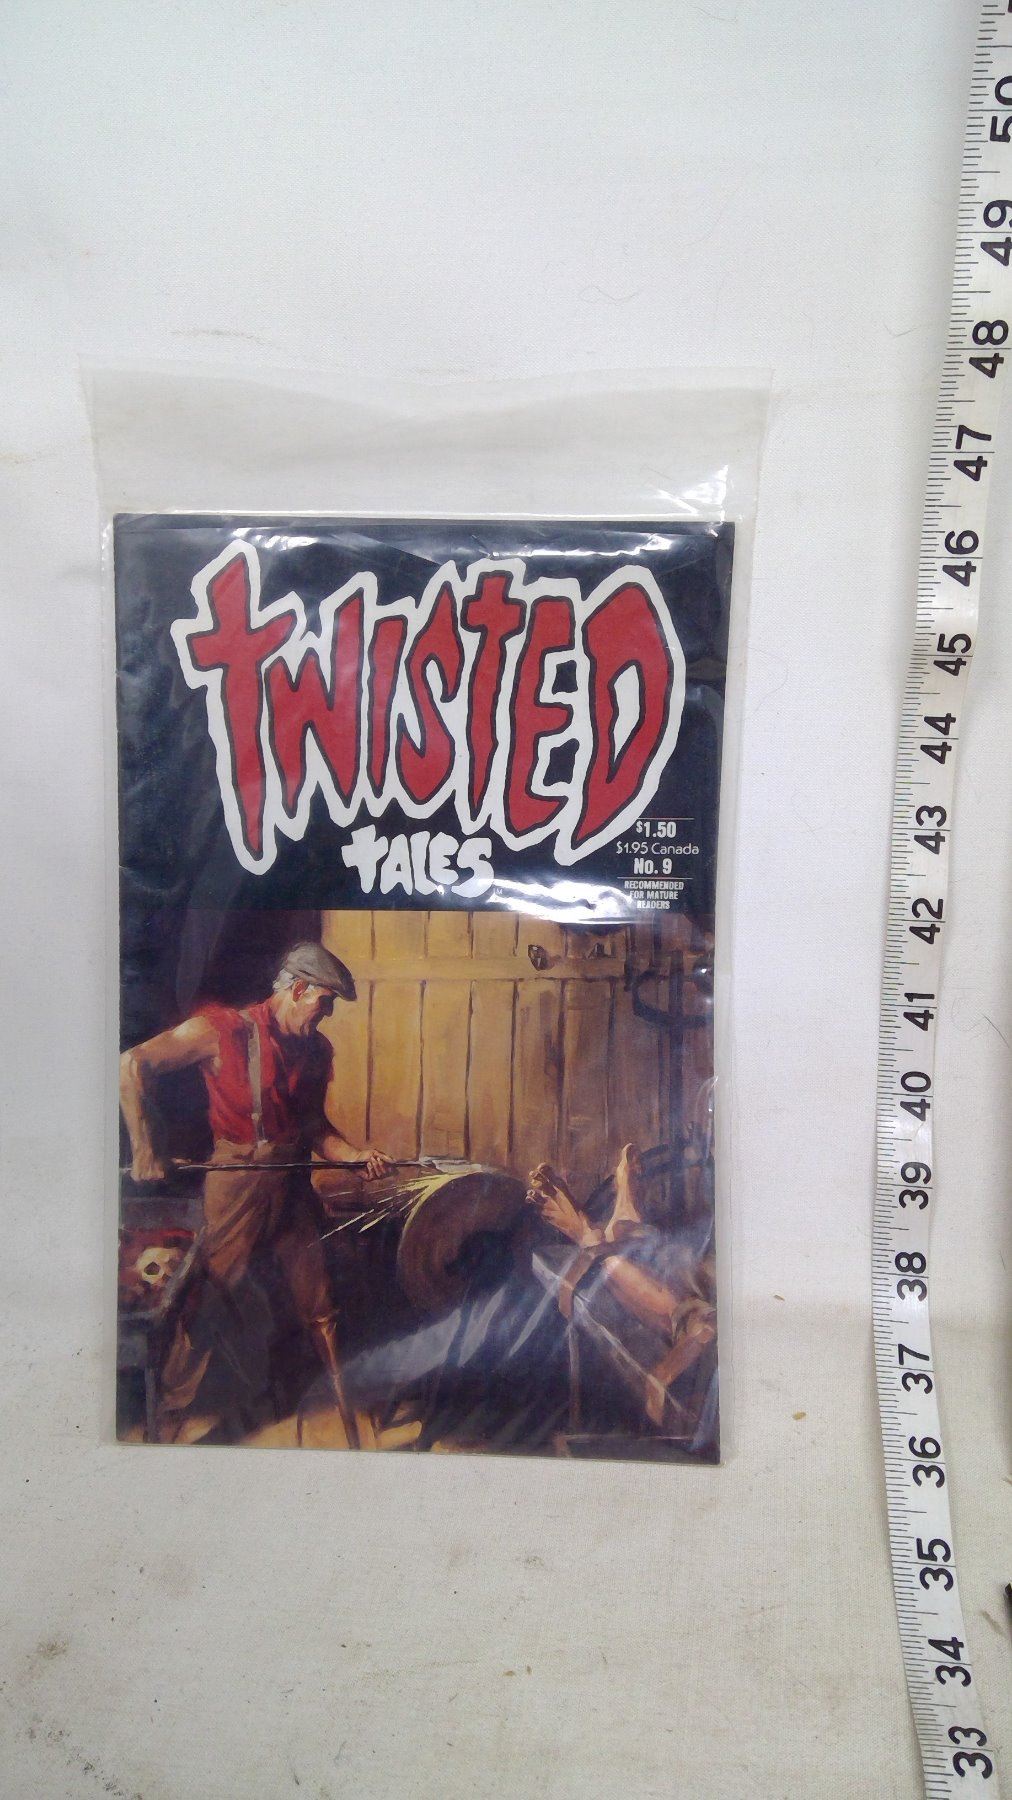 TWISTED
TALES
$1.50
$1.95 Canada
No. 9
RECOMMENDED
FOR MATURE
READERS
50
49
48
47
46
45
44
43
42
41
40
39
38
37
36
35
34
33